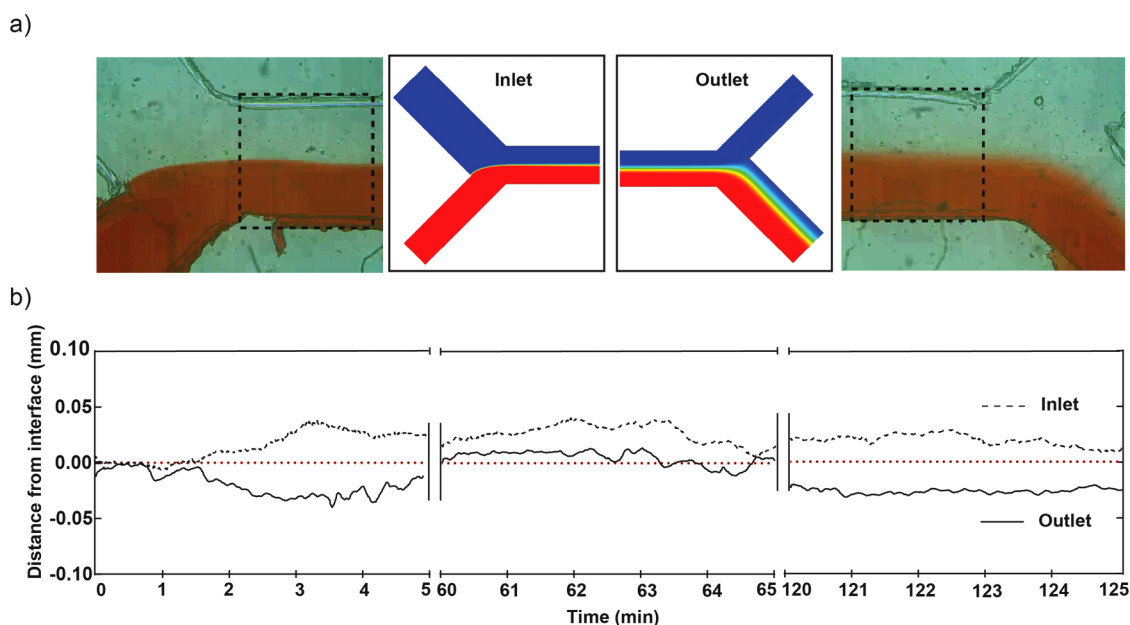 a)
Inlet
Outlet
b)
Distance from interface (mm)
0.10
0.05
0.00
-0.05
-0.10
Inlet
Outlet
0 1 2 3 4 5 60 61 62 63 64 65 120 121 122 123 124 125
Time (min)